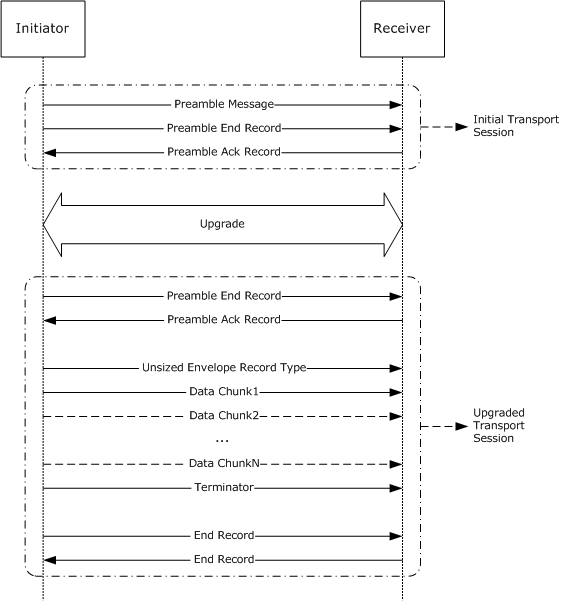 Initiator
Receiver
Preamble Message
Preamble End Record
Preamble Ack Record
Initial Transport
Session
Upgrade
Preamble End Record
Preamble Ack Record
Unsized Envelope Record Type
Data Chunk1
Data Chunk2
...
Data ChunkN
Terminator
End Record
End Record
Upgraded
Transport
Session